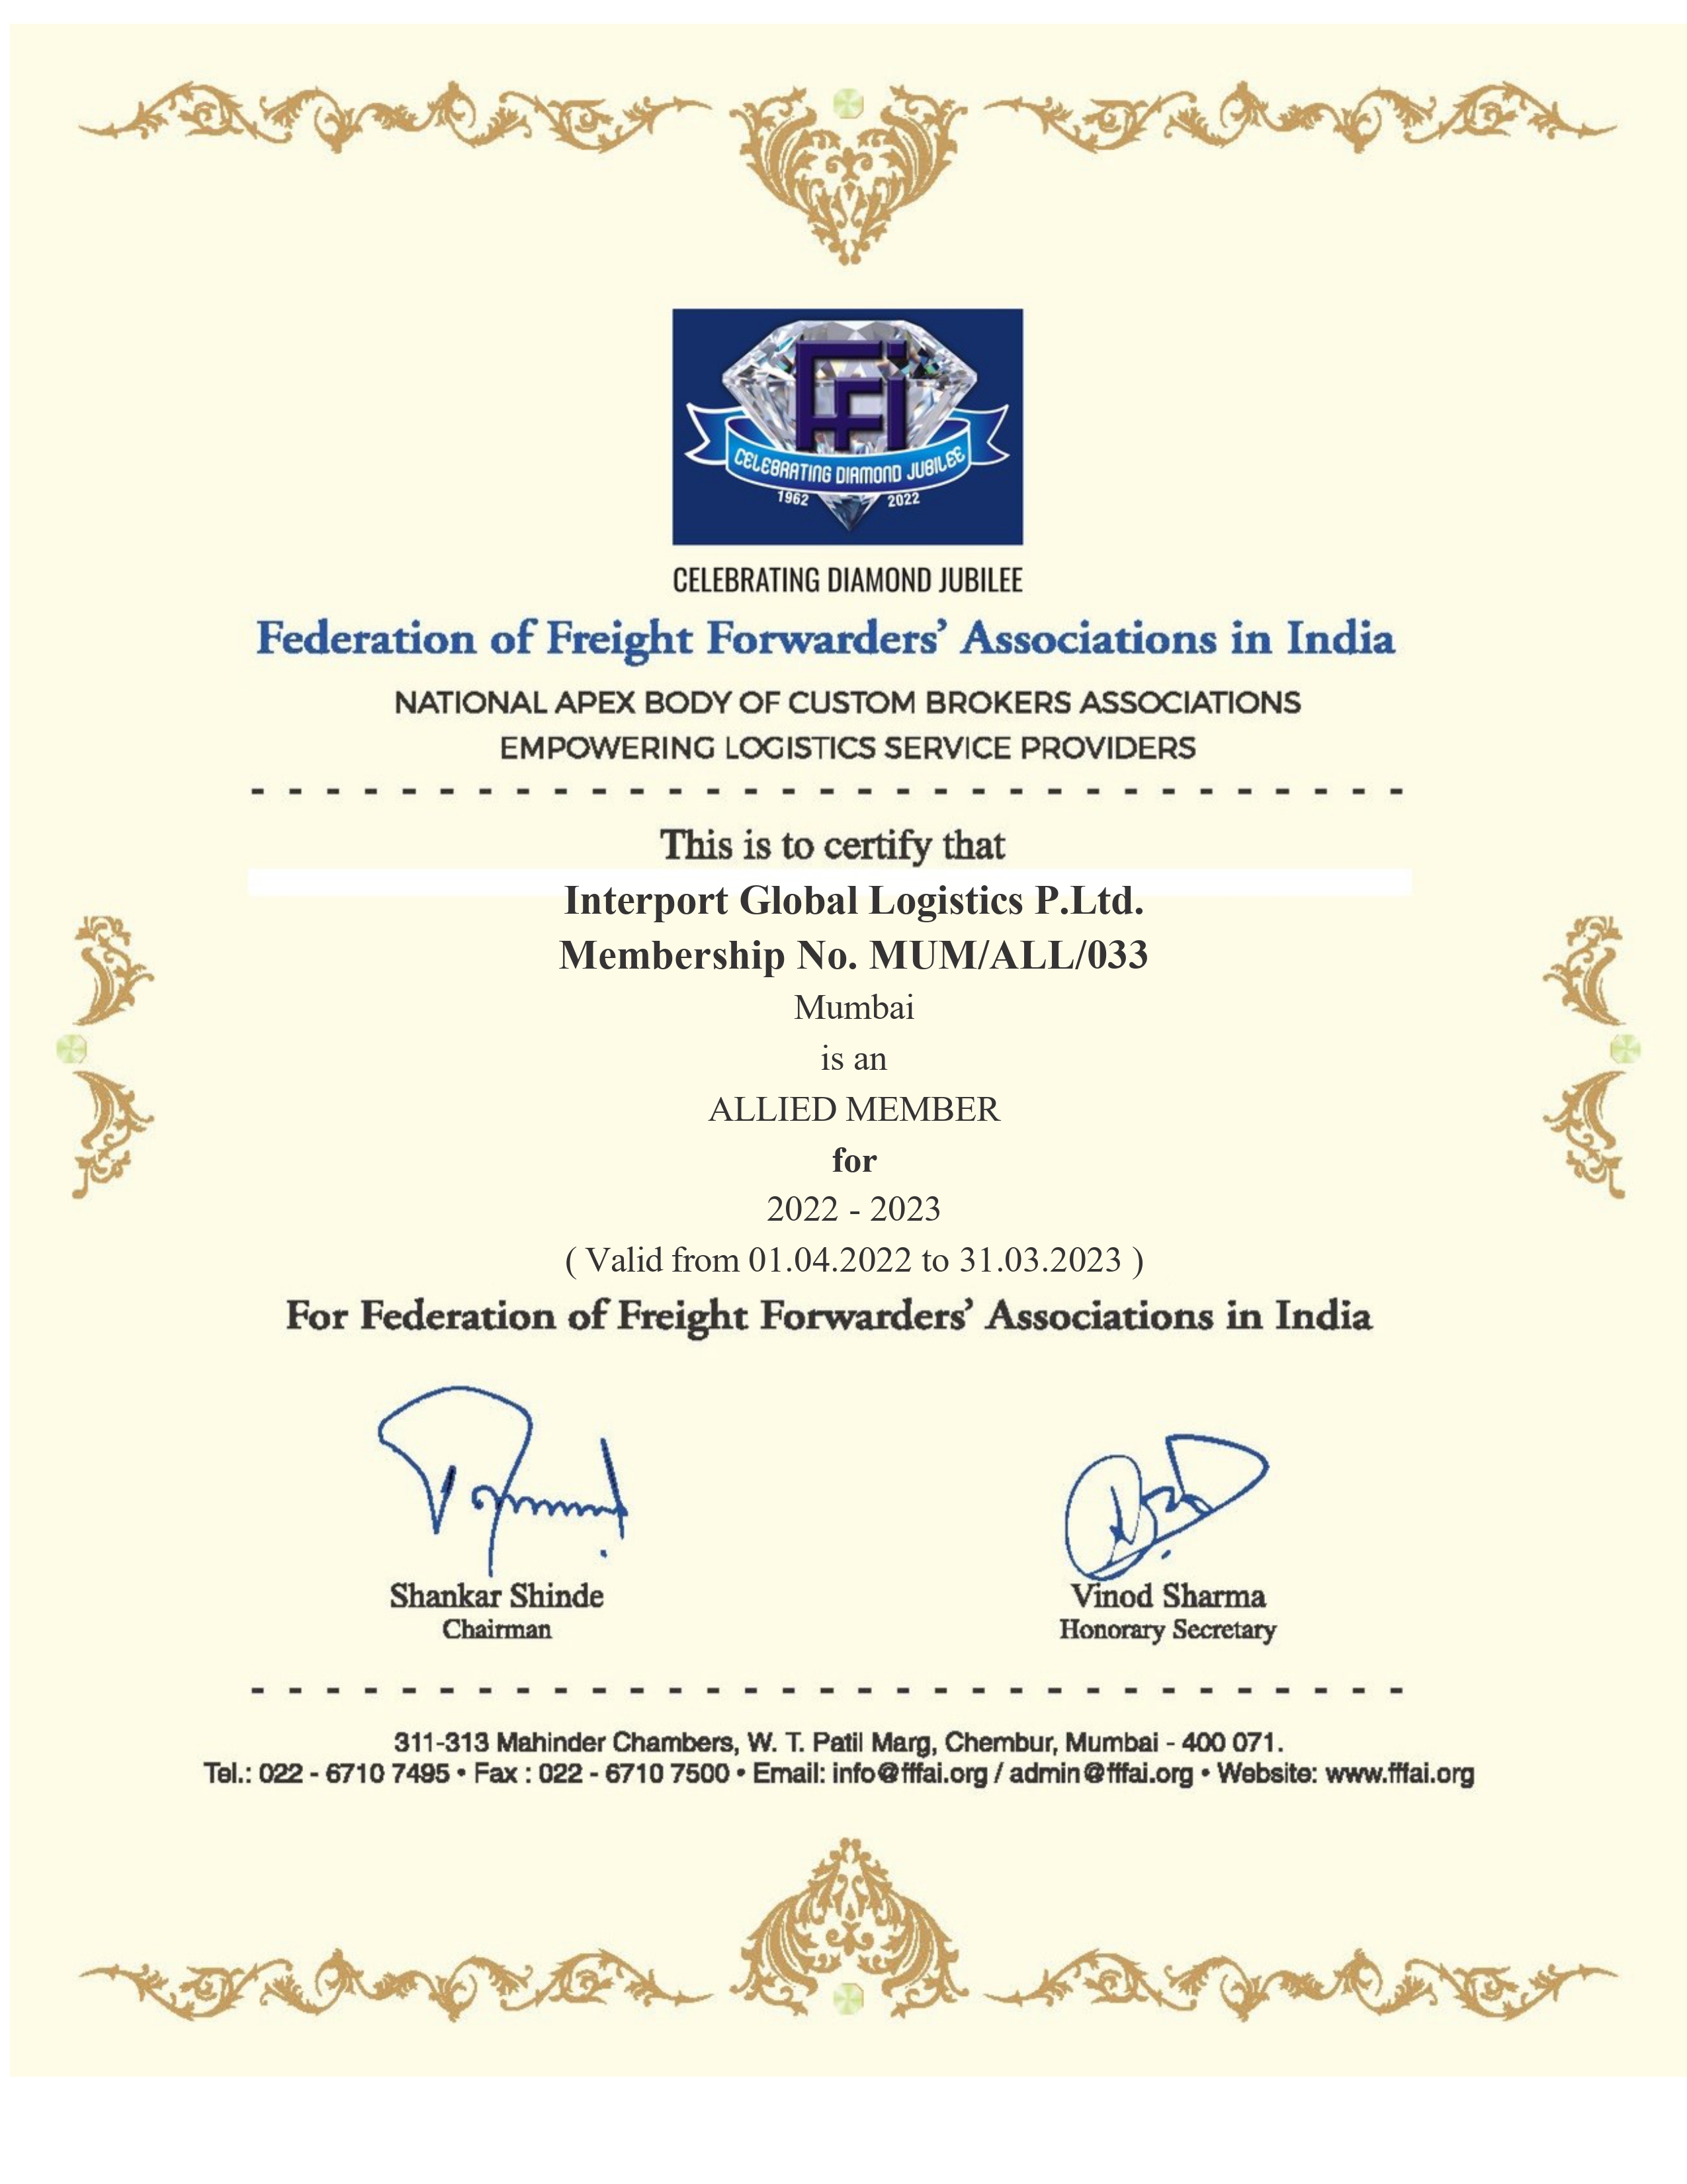 FFI
CELEBRATING DIAMOND JUBILEE
1962 2022
CELEBRATING DIAMOND JUBILEE
Federation of Freight Forwarders’ Associations in India
NATIONAL APEX BODY OF CUSTOM BROKERS ASSOCIATIONS
EMPOWERING LOGISTICS SERVICE PROVIDERS
This is to certify that
Interport Global Logistics P.Ltd.
Membership No. MUM/ALL/033
Mumbai
is an
ALLIED MEMBER
for
2022 - 2023
( Valid from 01.04.2022 to 31.03.2023 )
For Federation of Freight Forwarders’ Associations in India
Shankar Shinde
Chairman
Vinod Sharma
Honorary Secretary
311-313 Mahinder Chambers, W. T. Patil Marg, Chembur, Mumbai - 400 071.
Tel.: 022 - 6710 7495 • Fax : 022 - 6710 7500 • Email: info@fffai.org / admin@fffai.org • Website: www.fffai.org